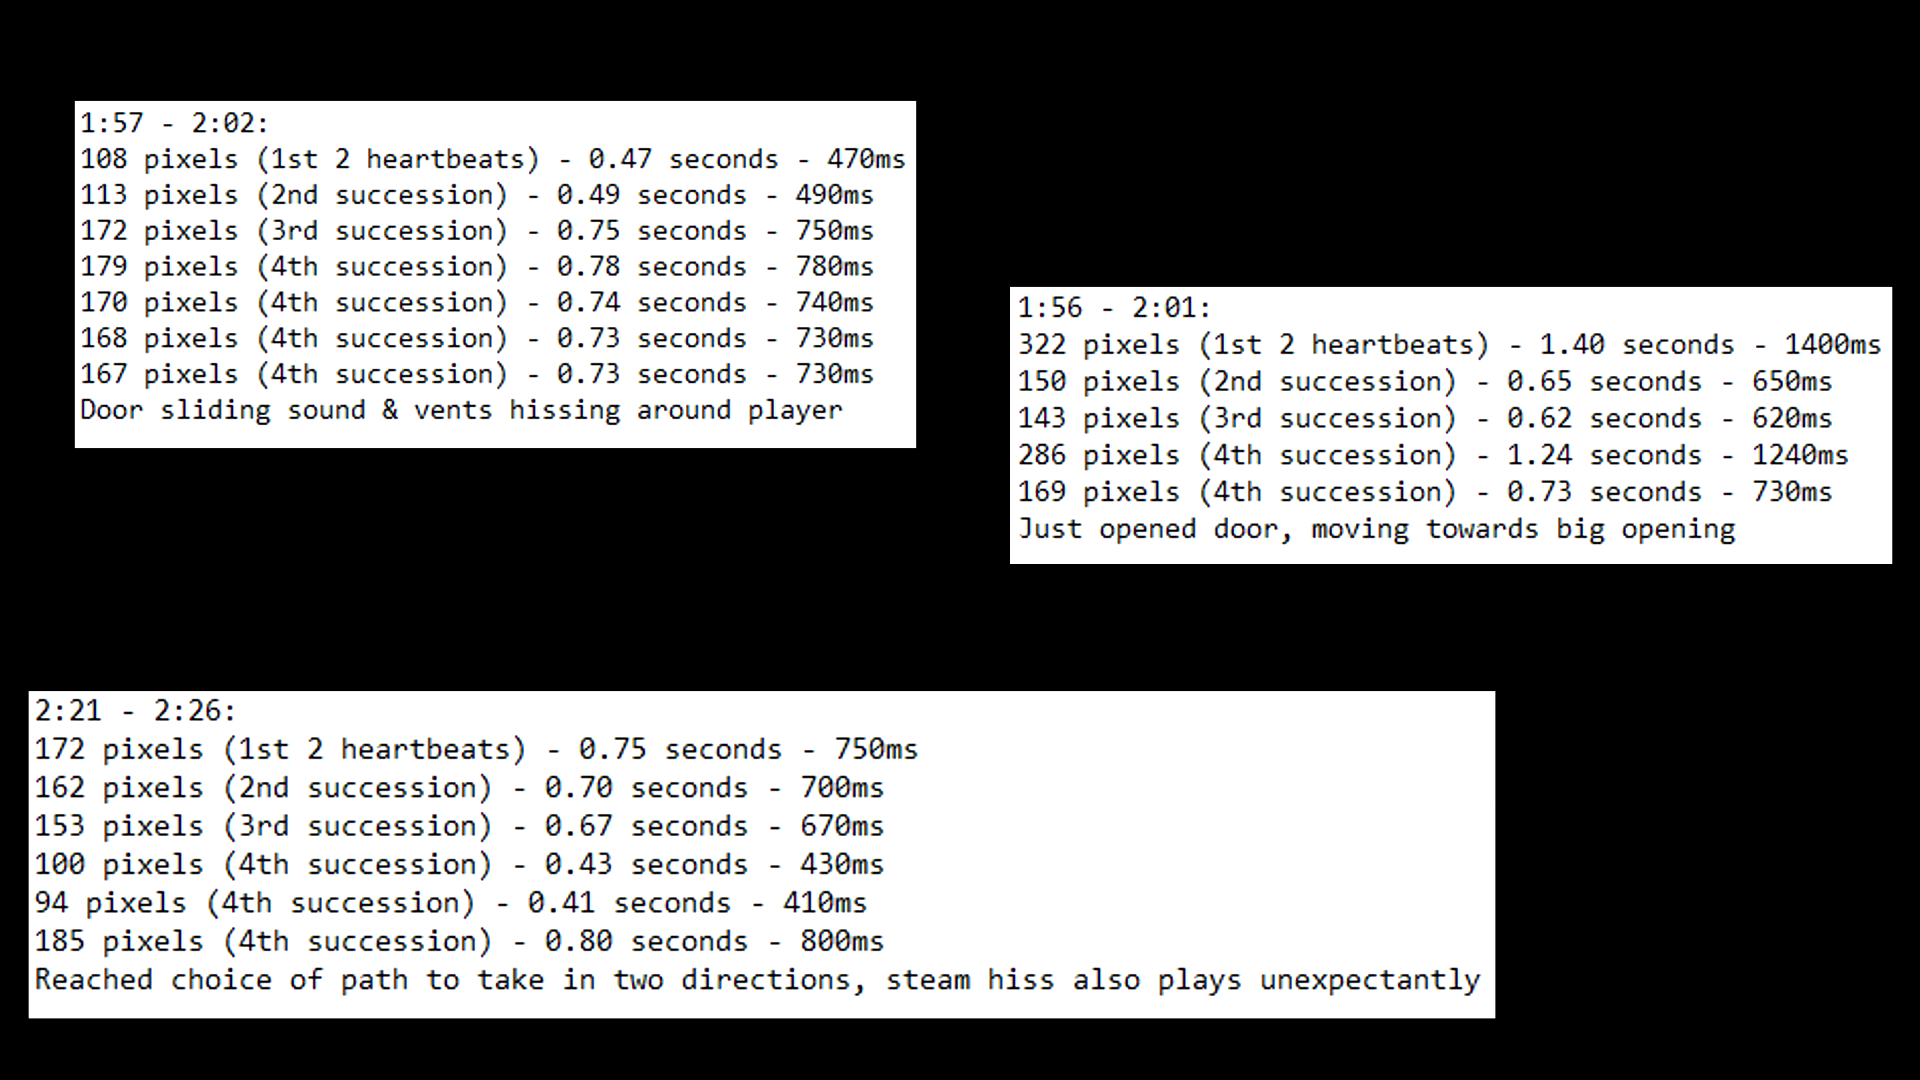 1:57 - 2:02:
108 pixels (1st 2 heartbeats) - 0.47 seconds - 470ms
113 pixels (2nd succession) - 0.49 seconds - 490ms
172 pixels (3rd succession) - 0.75 seconds - 750ms
179 pixels (4th succession) - 0.78 seconds - 780ms
170 pixels (4th succession) - 0.74 seconds - 740ms
168 pixels (4th succession) - 0.73 seconds - 730ms
167 pixels (4th succession) - 0.73 seconds - 730ms
Door sliding sound & vents hissing around player
1:56 - 2:01:
322 pixels (1st 2 heartbeats) - 1.40 seconds - 1400ms
150 pixels (2nd succession) - 0.65 seconds - 650ms
143 pixels (3rd succession) - 0.62 seconds - 620ms
286 pixels (4th succession) - 1.24 seconds - 1240ms
169 pixels (4th succession) - 0.73 seconds - 730ms
Just opened door, moving towards big opening
2:21 - 2:26:
172 pixels (1st 2 heartbeats) - 0.75 seconds - 750ms
162 pixels (2nd succession) - 0.70 seconds - 700ms
153 pixels (3rd succession) - 0.67 seconds - 670ms
100 pixels (4th succession) - 0.43 seconds - 430ms
94 pixels (4th succession) - 0.41 seconds - 410ms
185 pixels (4th succession) - 0.80 seconds - 800ms
Reached choice of path to take in two directions, steam hiss also plays unexpectantly